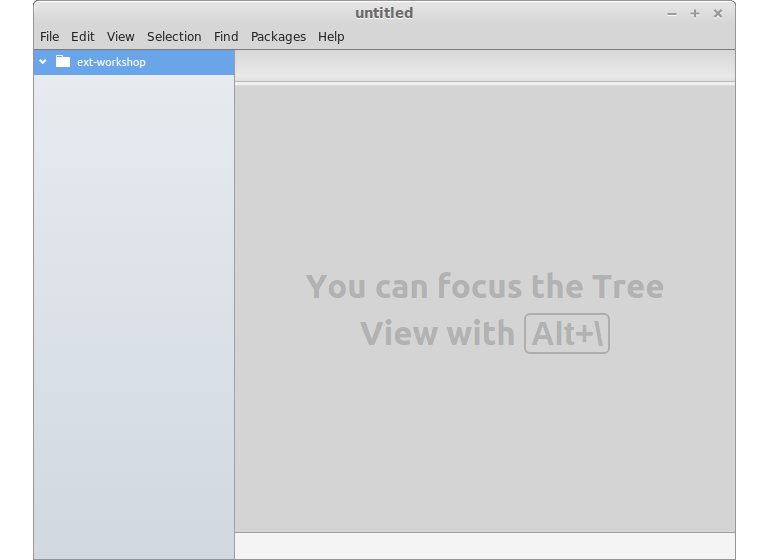 untitled
File Edit View Selection Find Packages Help
ext-workshop
You can focus the Tree
View with Alt+\